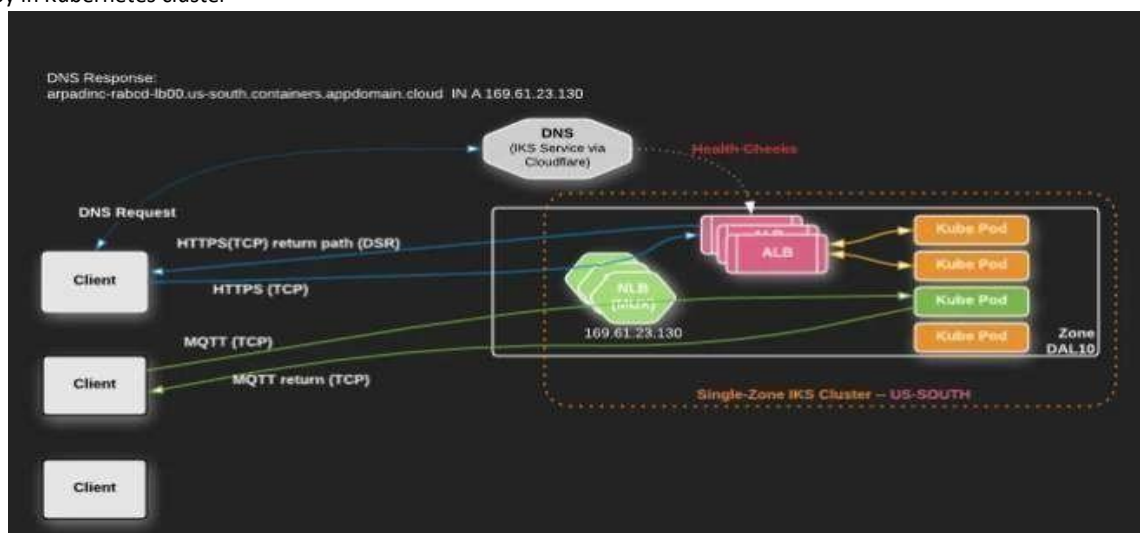 in Kubernetes cluster
DNS Response:
arpadinc-rabcd-lb00.us-south.containers.appdomain.cloud IN A 169.61.23.130
DNS
(IKS Service via
Cloudflare)
Health Checks
DNS Request
HTTPS(TCP) return path (DSR)
Client
HTTPS (TCP)
ALB
Kube Pod
Kube Pod
NLB
(MUX)
Kube Pod
169.61.23.130
Kube Pod
Zone
DAL10
MQTT (TCP)
Client
MQTT return (TCP)
Single-Zone IKS Cluster -- US-SOUTH
Client